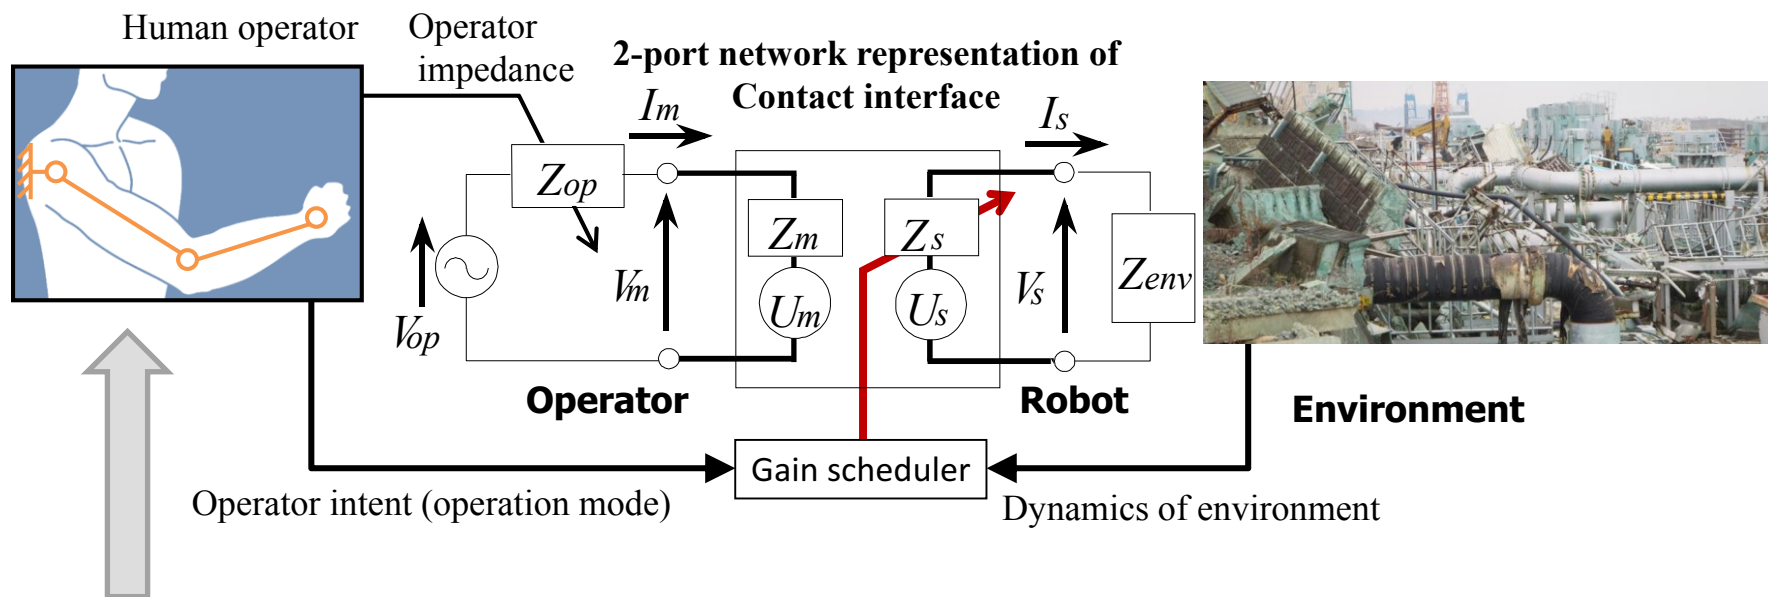 Human operator
Operator
impedance
2-port network representation of
Contact interface
Im
Is
Zop
Zm
Zs
Vm
Vs
Zenv
Um
Us
Vop
Operator
Robot
Environment
Gain scheduler
Operator intent (operation mode)
Dynamics of environment